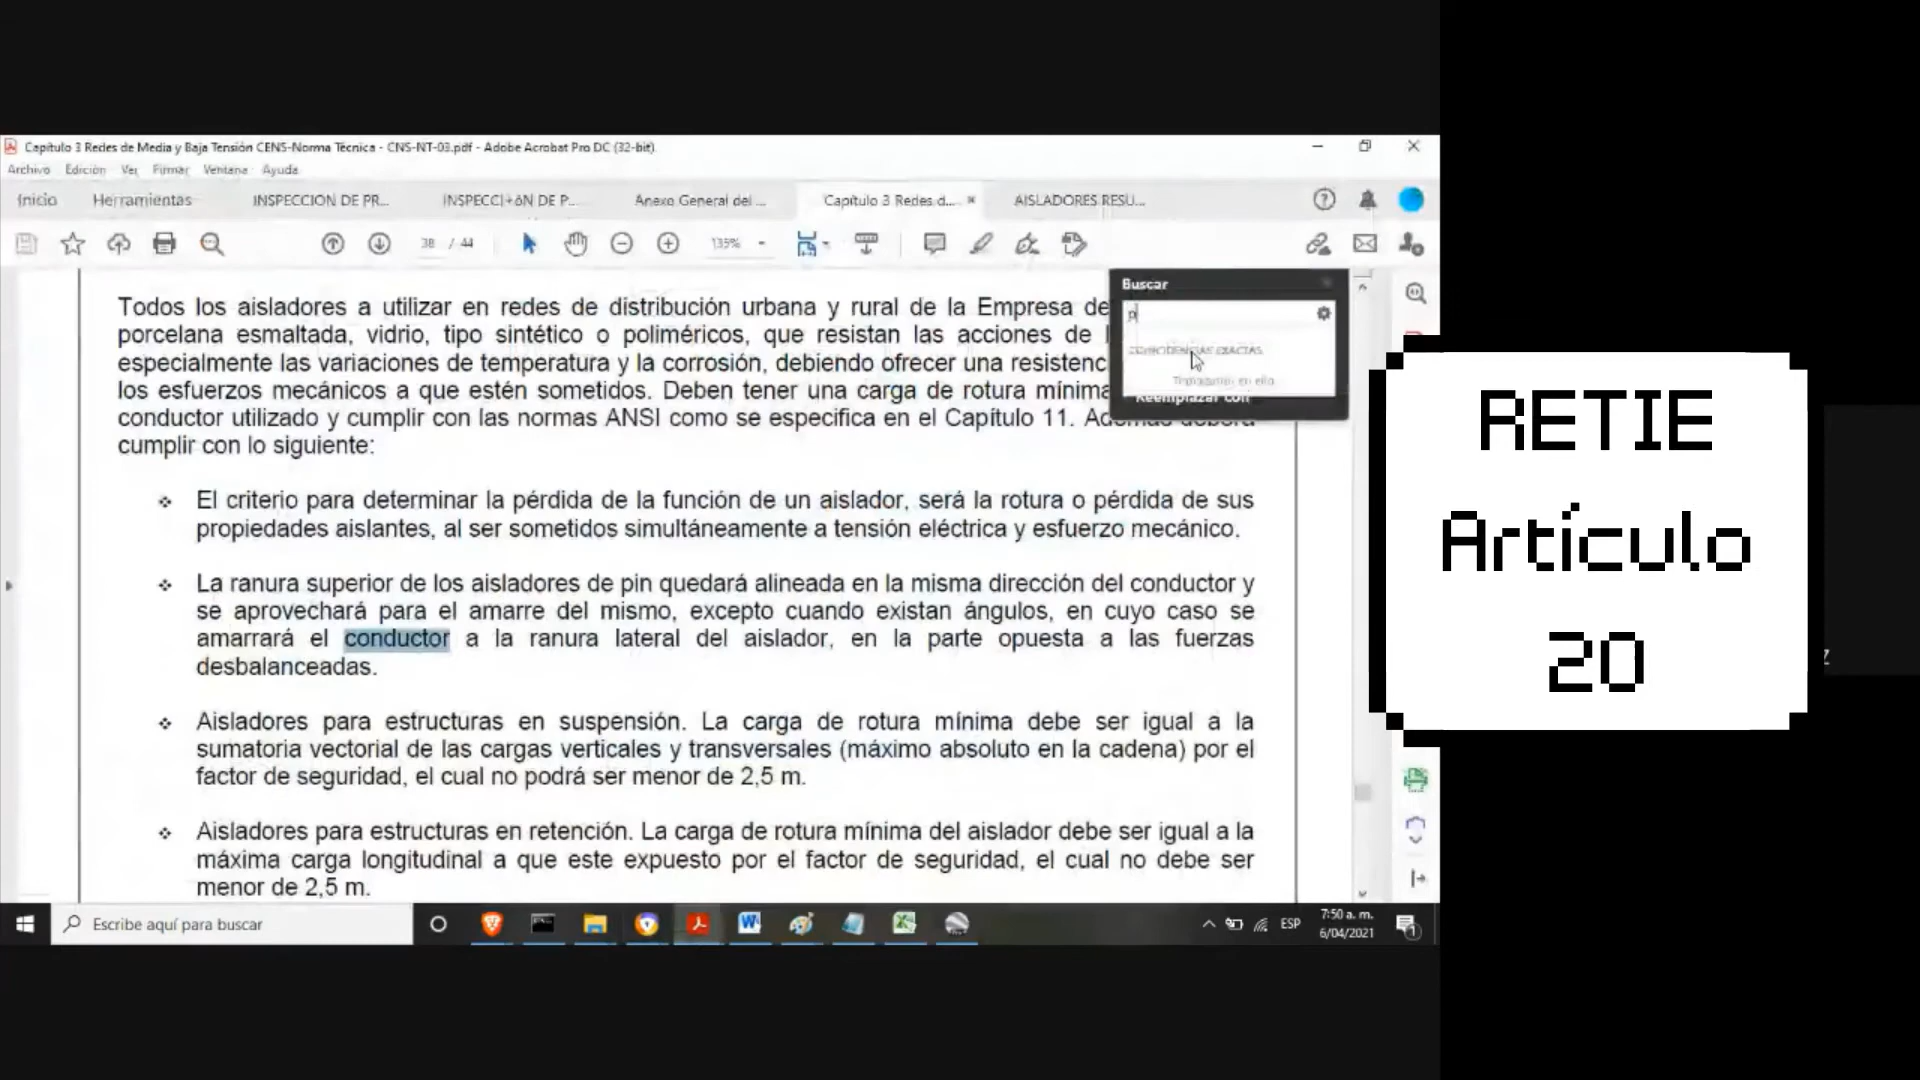 Capítulo 3 Redes de Media y Baja Tensión CENS-Norma Técnica - CNS-NT-03.pdf - Adobe Acrobat Pro DC (32-bit)
Archivo Edición Ver Firmar Ventana Ayuda
Inicio Herramientas INSPECCION DE PR... INSPECCI+ôN DE P... Anexo General del ... Capítulo 3 Redes d... AISLADORES RESU...
38 / 44 135%
Buscar
p
COINCIDENCIAS EXACTAS
Trabajamos en ello
Reemplazar con
Todos los aisladores a utilizar en redes de distribución urbana y rural de la Empresa de
porcelana esmaltada, vidrio, tipo sintético o poliméricos, que resistan las acciones de
especialmente las variaciones de temperatura y la corrosión, debiendo ofrecer una resistenc
los esfuerzos mecánicos a que estén sometidos. Deben tener una carga de rotura mínima
conductor utilizado y cumplir con las normas ANSI como se especifica en el Capítulo 11. Además deberá
cumplir con lo siguiente:
❖ El criterio para determinar la pérdida de la función de un aislador, será la rotura o pérdida de sus
propiedades aislantes, al ser sometidos simultáneamente a tensión eléctrica y esfuerzo mecánico.
❖ La ranura superior de los aisladores de pin quedará alineada en la misma dirección del conductor y
se aprovechará para el amarre del mismo, excepto cuando existan ángulos, en cuyo caso se
amarrará el conductor a la ranura lateral del aislador, en la parte opuesta a las fuerzas
desbalanceadas.
❖ Aisladores para estructuras en suspensión. La carga de rotura mínima debe ser igual a la
sumatoria vectorial de las cargas verticales y transversales (máximo absoluto en la cadena) por el
factor de seguridad, el cual no podrá ser menor de 2,5 m.
❖ Aisladores para estructuras en retención. La carga de rotura mínima del aislador debe ser igual a la
máxima carga longitudinal a que este expuesto por el factor de seguridad, el cual no debe ser
menor de 2,5 m.
Escribe aquí para buscar
ESP
7:50 a. m.
6/04/2021
1
RETIE
Artículo
20
z